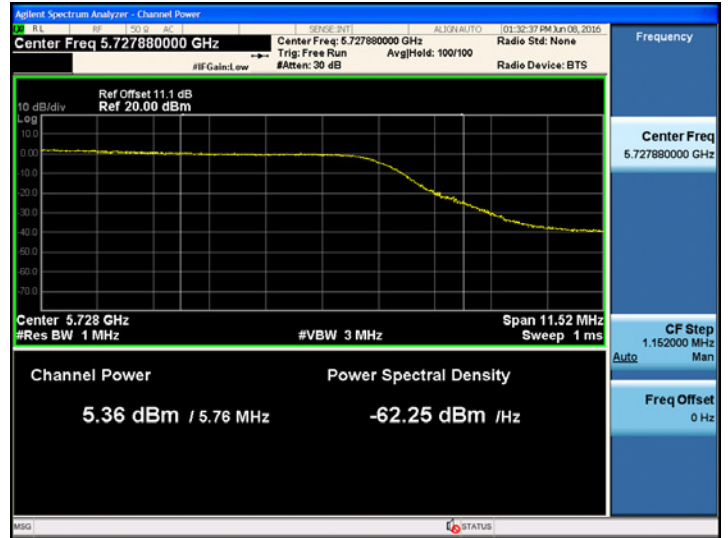 Agilent Spectrum Analyzer - Channel Power
RL RF 50 Ω AC SENSE:INT ALIGN AUTO 01:32:37 PM Jun 08, 2016
Center Freq 5.727880000 GHz
Center Freq: 5.727880000 GHz
Radio Std: None
Trig: Free Run Avg|Hold: 100/100
#IFGain:Low #Atten: 30 dB Radio Device: BTS
Frequency
Ref Offset 11.1 dB
10 dB/div Ref 20.00 dBm
Log
10.0
0.00
-10.0
-20.0
-30.0
-40.0
-50.0
-60.0
-70.0
Center 5.728 GHz Span 11.52 MHz
#Res BW 1 MHz #VBW 3 MHz Sweep 1 ms
Channel Power Power Spectral Density
5.36 dBm / 5.76 MHz -62.25 dBm /Hz
Center Freq
5.727880000 GHz
CF Step
1.152000 MHz
Auto Man
Freq Offset
0 Hz
MSG STATUS